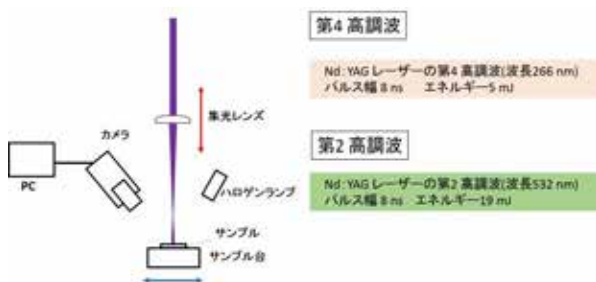 第4 高調波
Nd：YAG レーザーの第4 高調波(波長266 nm)
パルス幅 8 ns　エネルギー5 mJ
第2 高調波
Nd：YAG レーザーの第2 高調波(波長532 nm)
パルス幅 8 ns　エネルギー19 mJ
集光レンズ
カメラ
PC
ハロゲンランプ
サンプル
サンプル台